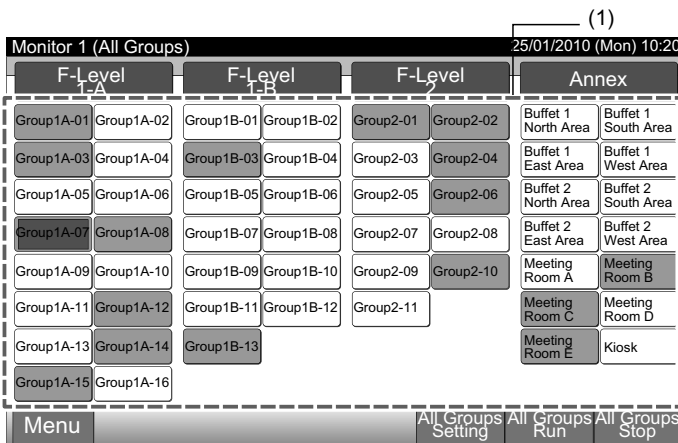 (1)
Monitor 1 (All Groups) 25/01/2010 (Mon) 10:20
F-Level 1-A F-Level 1-B F-Level 2 Annex
Group1A-01 Group1A-02 Group1B-01 Group1B-02 Group2-01 Group2-02 Buffet 1 North Area Buffet 1 South Area
Group1A-03 Group1A-04 Group1B-03 Group1B-04 Group2-03 Group2-04 Buffet 1 East Area Buffet 1 West Area
Group1A-05 Group1A-06 Group1B-05 Group1B-06 Group2-05 Group2-06 Buffet 2 North Area Buffet 2 South Area
Group1A-07 Group1A-08 Group1B-07 Group1B-08 Group2-07 Group2-08 Buffet 2 East Area Buffet 2 West Area
Group1A-09 Group1A-10 Group1B-09 Group1B-10 Group2-09 Group2-10 Meeting Room A Meeting Room B
Group1A-11 Group1A-12 Group1B-11 Group1B-12 Group2-11 Meeting Room C Meeting Room D
Group1A-13 Group1A-14 Group1B-13 Meeting Room E Kiosk
Group1A-15 Group1A-16
Menu All Groups Setting All Groups Run All Groups Stop